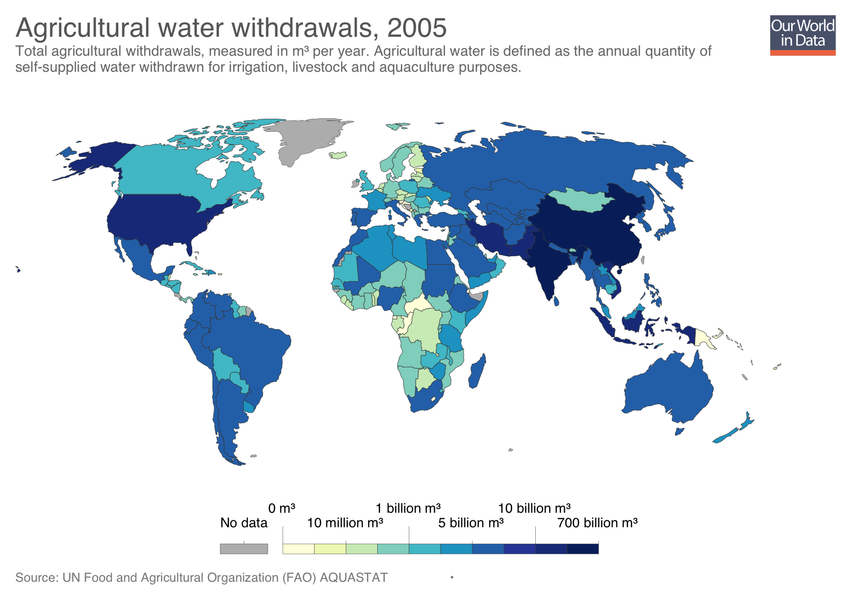 Agricultural water withdrawals, 2005
Our World
in Data
Total agricultural withdrawals, measured in m³ per year. Agricultural water is defined as the annual quantity of
self-supplied water withdrawn for irrigation, livestock and aquaculture purposes.
0 m³ 1 billion m³ 10 billion m³
No data 10 million m³ 5 billion m³ 700 billion m³
Source: UN Food and Agricultural Organization (FAO) AQUASTAT